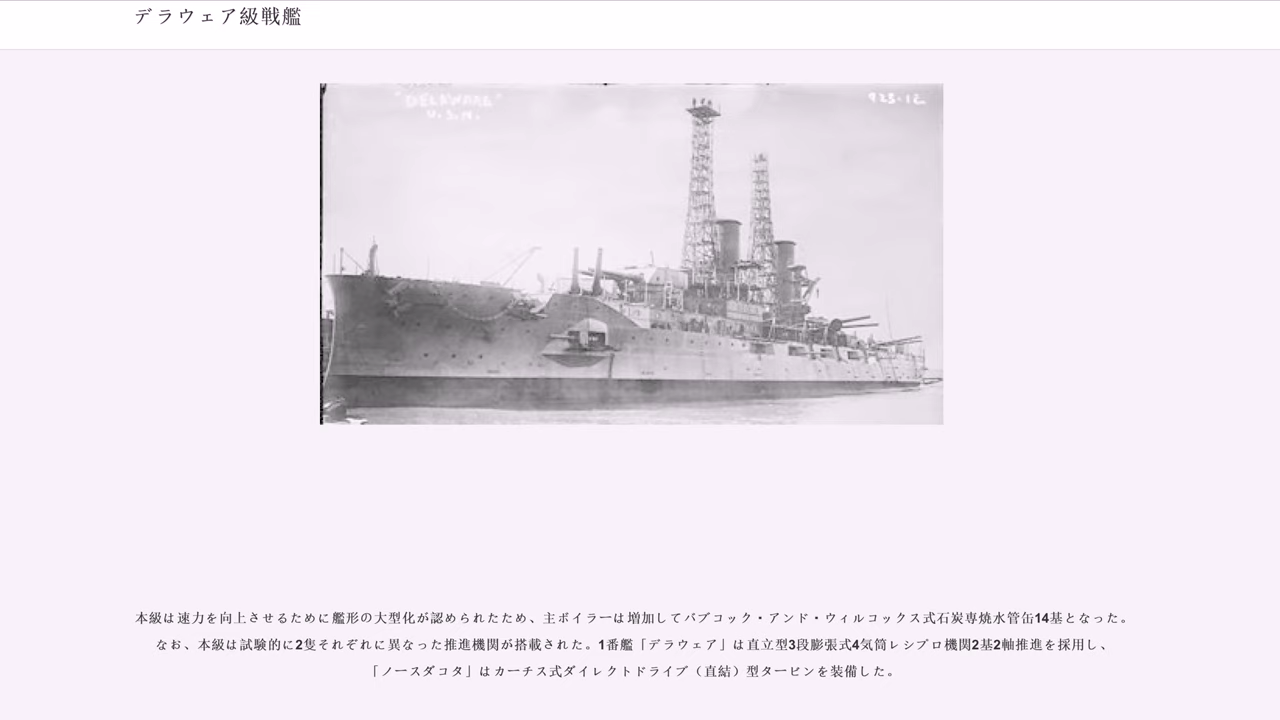 デラウェア級戦艦
"DELAWARE"
U.S.N.
923-12
本級は速力を向上させるために艦形の大型化が認められたため、主ボイラーは増加してバブコック・アンド・ウィルコックス式石炭専焼水管缶14基となった。
なお、本級は試験的に2隻それぞれに異なった推進機関が搭載された。1番艦「デラウェア」は直立型3段膨張式4気筒レシプロ機関2基2軸推進を採用し、
「ノースダコタ」はカーチス式ダイレクトドライブ（直結）型タービンを装備した。